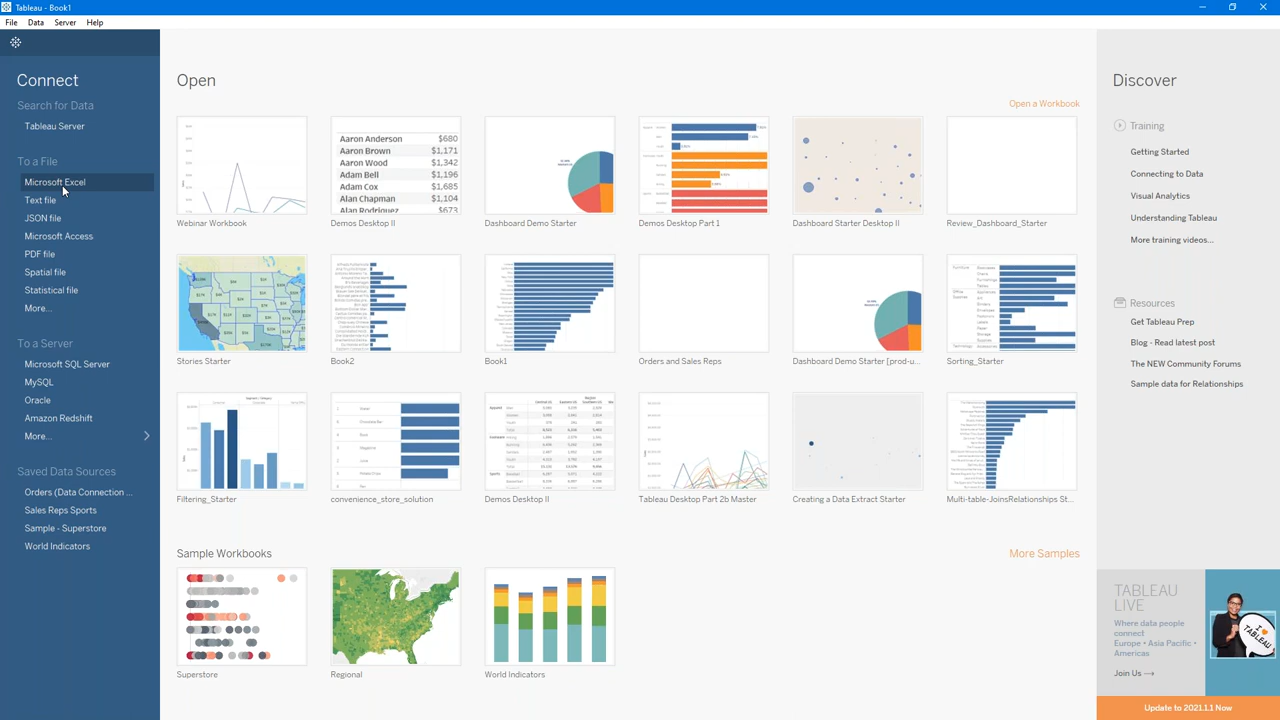 Tableau - Book1
File Data Server Help
Connect
Search for Data
Tableau Server
To a File
Microsoft Excel
Text file
JSON file
Microsoft Access
PDF file
Spatial file
Statistical file
More...
To a Server
Microsoft SQL Server
MySQL
Oracle
Amazon Redshift
More...
Saved Data Sources
Orders (Data Connection ...
Sales Reps Sports
Sample - Superstore
World Indicators
Open
Open a Workbook
Aaron Anderson $680
Aaron Brown $1,171
Aaron Wood $1,342
Adam Bell $1,196
Adam Cox $1,685
Alan Chapman $1,104
Alan Rodriguez $673
Webinar Workbook
Demos Desktop II
Dashboard Demo Starter
Demos Desktop Part 1
Dashboard Starter Desktop II
Review_Dashboard_Starter
Stories Starter
Book2
Book1
Orders and Sales Reps
Dashboard Demo Starter [prod-u...
Sorting_Starter
Filtering_Starter
convenience_store_solution
Demos Desktop II
Tableau Desktop Part 2b Master
Creating a Data Extract Starter
Multi-table-JoinsRelationships St...
Sample Workbooks
More Samples
Superstore
Regional
World Indicators
Discover
Training
Getting Started
Connecting to Data
Visual Analytics
Understanding Tableau
More training videos...
Resources
Get Tableau Prep
Blog - Read latest post
The NEW Community Forums
Sample data for Relationships
TABLEAU
LIVE
Where data people
connect
Europe • Asia Pacific •
Americas
Join Us
TABLEAU
Update to 2021.1.1 Now